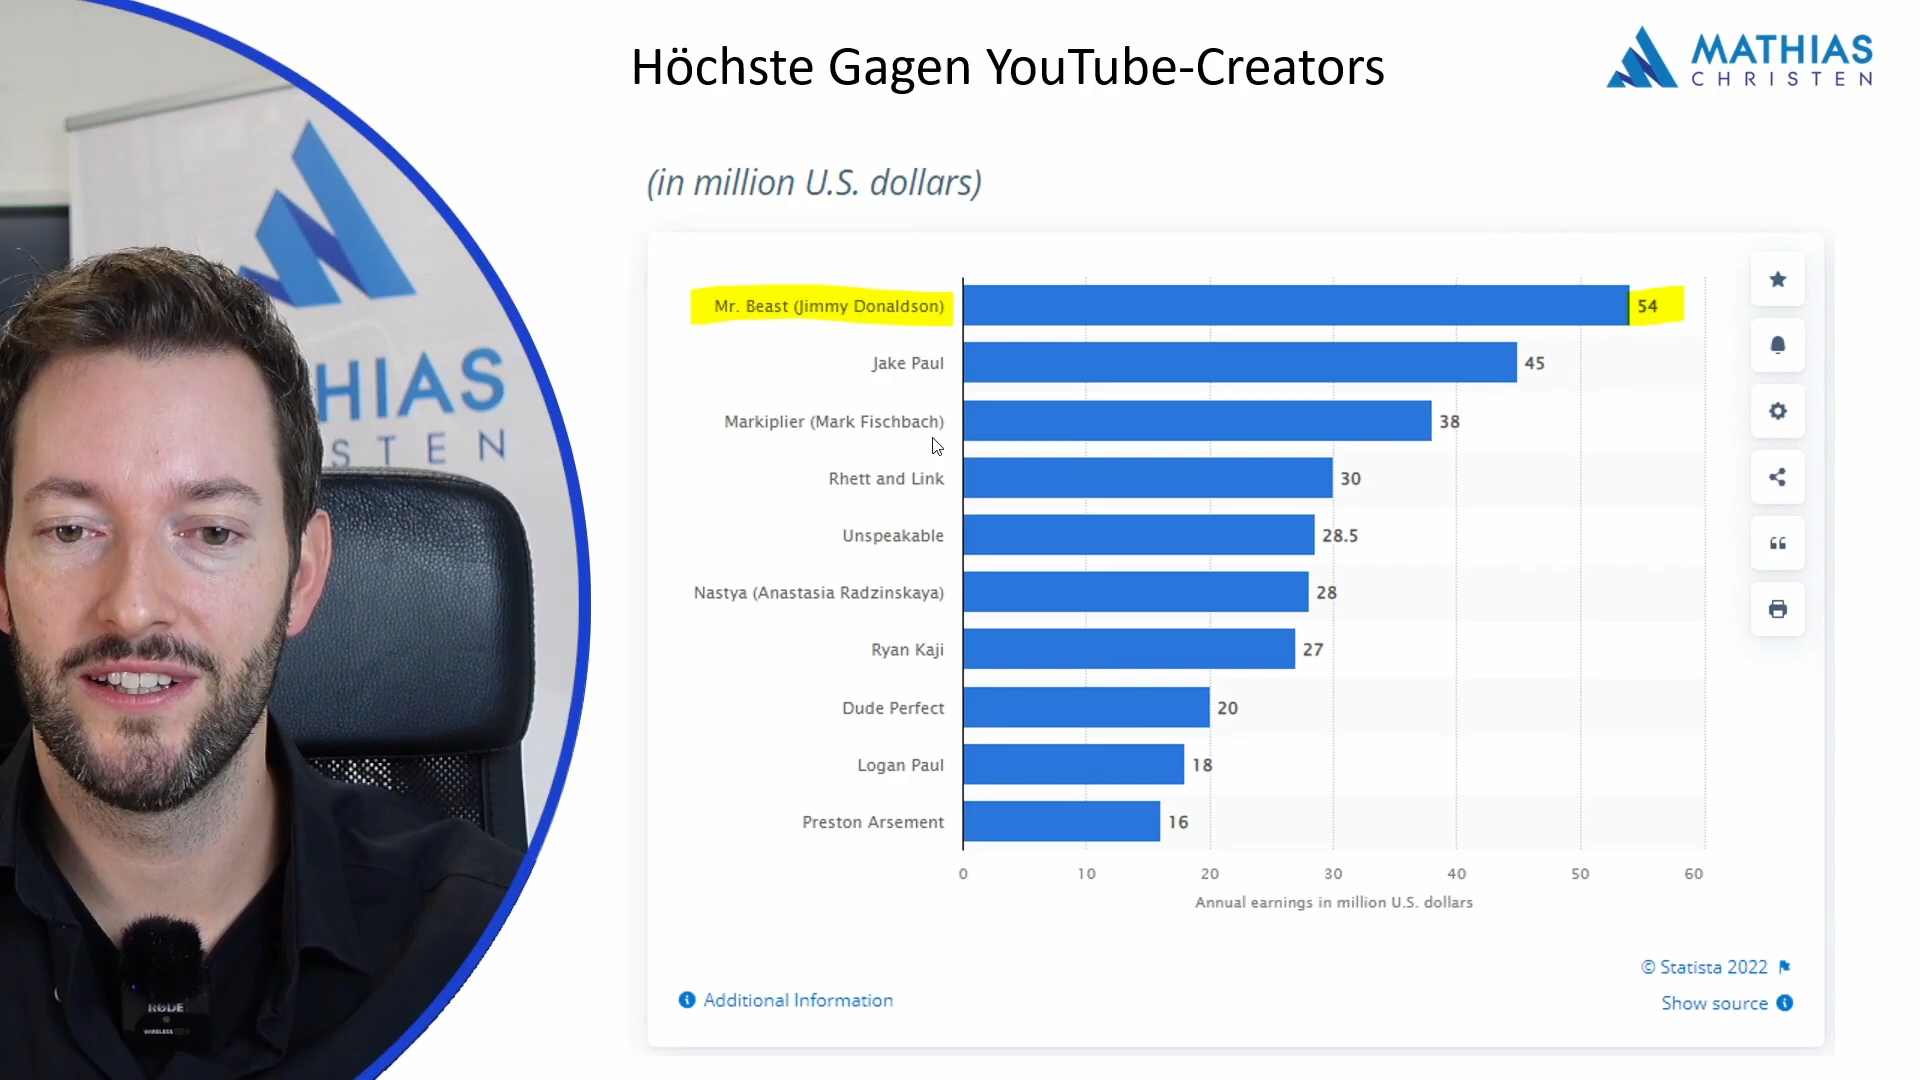 Höchste Gagen YouTube-Creators
MATHIAS
CHRISTEN
(in million U.S. dollars)
Mr. Beast (Jimmy Donaldson) 54
Jake Paul 45
Markiplier (Mark Fischbach) 38
Rhett and Link 30
Unspeakable 28.5
Nastya (Anastasia Radzinskaya) 28
Ryan Kaji 27
Dude Perfect 20
Logan Paul 18
Preston Arsement 16
0 10 20 30 40 50 60
Annual earnings in million U.S. dollars
© Statista 2022
Additional Information
Show source
HIAS
STEN
RØDE
WIRELESS